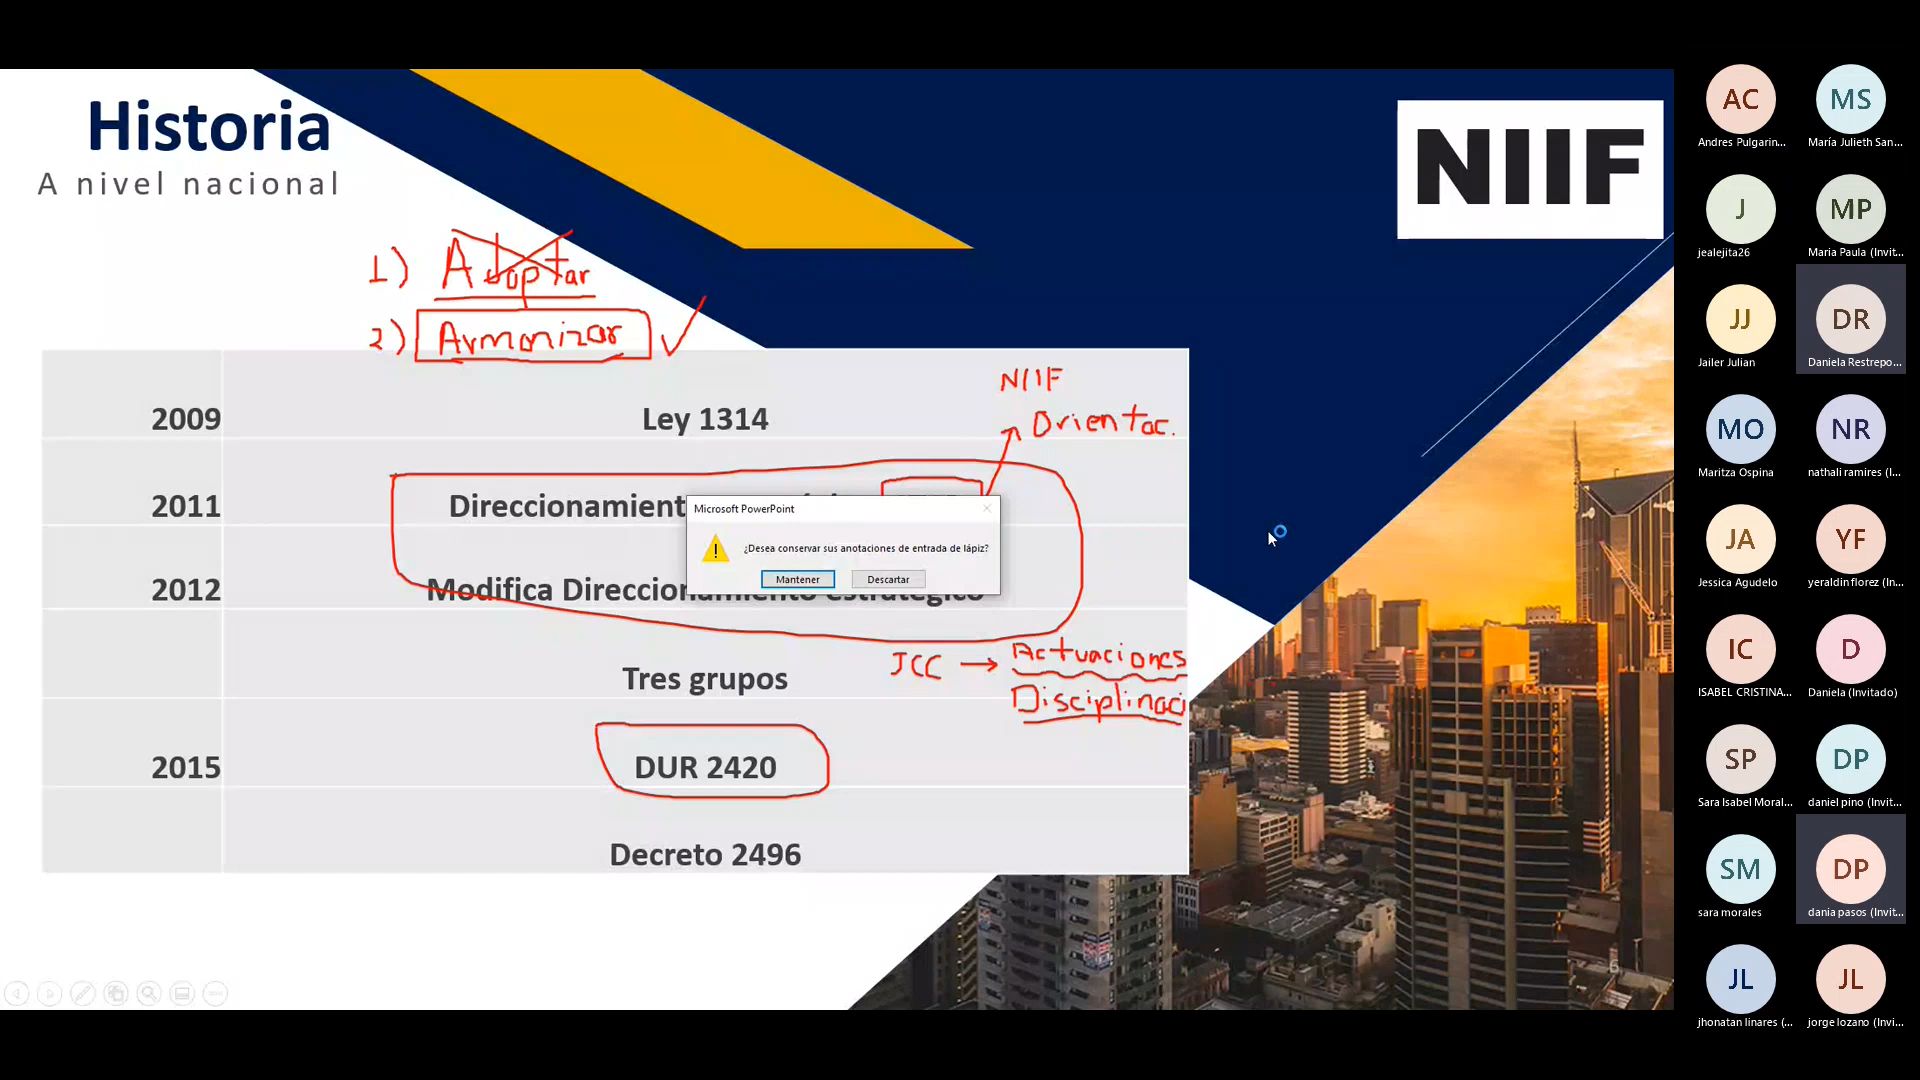 Historia
A nivel nacional
NIIF
1) Adoptar
2) Armonizar
NIIF
Orientac.
2009 Ley 1314
2011 Direccionamient
2012 Modifica Direccionamiento estratégico
Microsoft PowerPoint
¿Desea conservar sus anotaciones de entrada de lápiz?
Mantener Descartar
JCC → Actuaciones
Disciplinaci
Tres grupos
2015 DUR 2420
Decreto 2496
6
AC MS
Andres Pulgarin... María Julieth San...
J MP
jealejita26 Maria Paula (Invit...
JJ DR
Jailer Julian Daniela Restrepo...
MO NR
Maritza Ospina nathali ramires (I...
JA YF
Jessica Agudelo yeraldin florez (In...
IC D
ISABEL CRISTINA... Daniela (Invitado)
SP DP
Sara Isabel Moral... daniel pino (Invit...
SM DP
sara morales dania pasos (Invit...
JL JL
jhonatan linares (... jorge lozano (Invi...